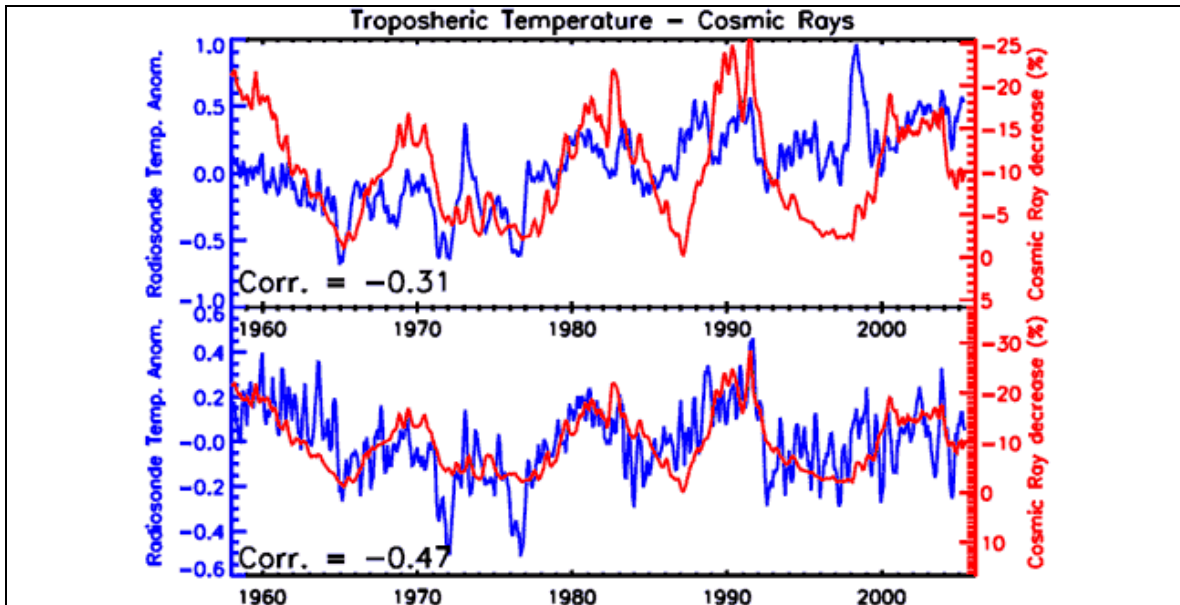 Troposheric Temperature – Cosmic Rays
Radiosonde Temp. Anom.
1.0
0.5
0.0
−0.5
−1.0
Corr. = −0.31
−25
−20
−15
−10
−5
0
5
Cosmic Ray decrease (%)
1960 1970 1980 1990 2000
Radiosonde Temp. Anom.
0.6
0.4
0.2
−0.0
−0.2
−0.4
−0.6
Corr. = −0.47
−30
−20
−10
0
10
Cosmic Ray decrease (%)
1960 1970 1980 1990 2000